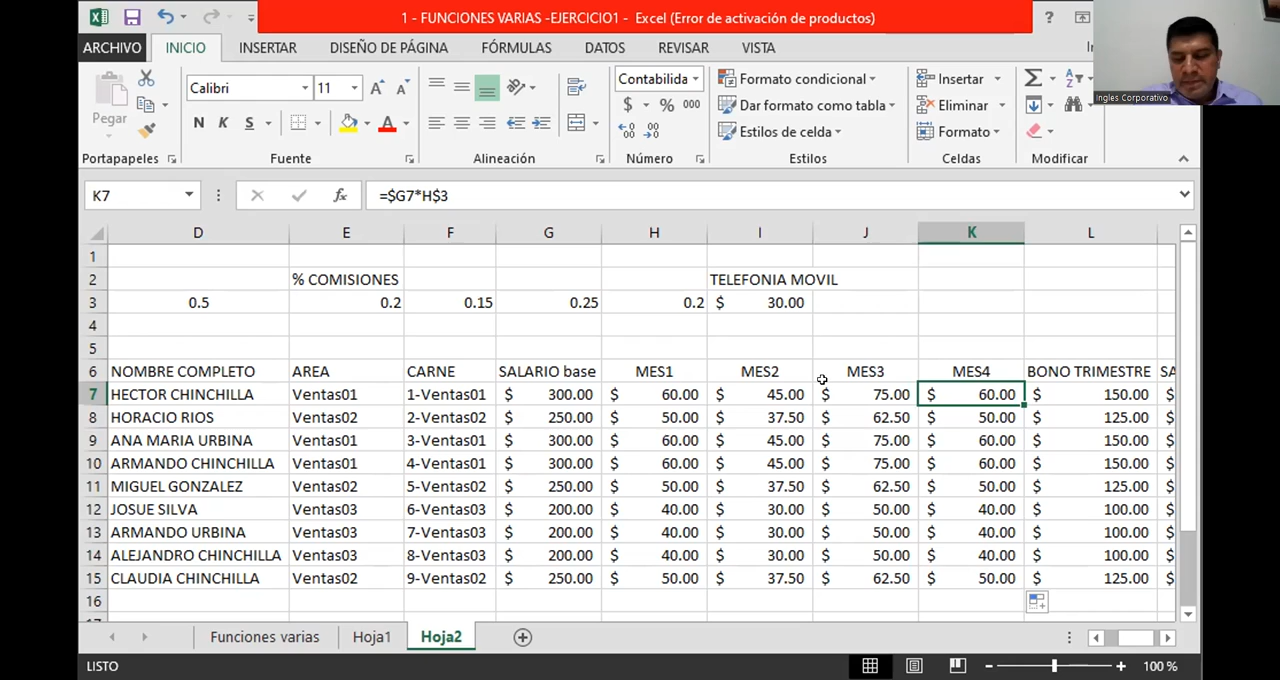 1 - FUNCIONES VARIAS -EJERCICIO1 - Excel (Error de activación de productos)
?
ARCHIVO INICIO INSERTAR DISEÑO DE PÁGINA FÓRMULAS DATOS REVISAR VISTA
Ingles Corporativo
Pegar
Calibri 11
N K S
Contabilida
$ % 000
Formato condicional
Dar formato como tabla
Estilos de celda
Insertar
Eliminar
Formato
Portapapeles Fuente Alineación Número Estilos Celdas Modificar
K7 fx =$G7*H$3
D E F G H I J K L
1
2 % COMISIONES TELEFONIA MOVIL
3 0.5 0.2 0.15 0.25 0.2 $ 30.00
4
5
6 NOMBRE COMPLETO AREA CARNE SALARIO base MES1 MES2 MES3 MES4 BONO TRIMESTRE SA
7 HECTOR CHINCHILLA Ventas01 1-Ventas01 $ 300.00 $ 60.00 $ 45.00 $ 75.00 $ 60.00 $ 150.00 $
8 HORACIO RIOS Ventas02 2-Ventas02 $ 250.00 $ 50.00 $ 37.50 $ 62.50 $ 50.00 $ 125.00 $
9 ANA MARIA URBINA Ventas01 3-Ventas01 $ 300.00 $ 60.00 $ 45.00 $ 75.00 $ 60.00 $ 150.00 $
10 ARMANDO CHINCHILLA Ventas01 4-Ventas01 $ 300.00 $ 60.00 $ 45.00 $ 75.00 $ 60.00 $ 150.00 $
11 MIGUEL GONZALEZ Ventas02 5-Ventas02 $ 250.00 $ 50.00 $ 37.50 $ 62.50 $ 50.00 $ 125.00 $
12 JOSUE SILVA Ventas03 6-Ventas03 $ 200.00 $ 40.00 $ 30.00 $ 50.00 $ 40.00 $ 100.00 $
13 ARMANDO URBINA Ventas03 7-Ventas03 $ 200.00 $ 40.00 $ 30.00 $ 50.00 $ 40.00 $ 100.00 $
14 ALEJANDRO CHINCHILLA Ventas03 8-Ventas03 $ 200.00 $ 40.00 $ 30.00 $ 50.00 $ 40.00 $ 100.00 $
15 CLAUDIA CHINCHILLA Ventas02 9-Ventas02 $ 250.00 $ 50.00 $ 37.50 $ 62.50 $ 50.00 $ 125.00 $
16
Funciones varias Hoja1 Hoja2
LISTO 100 %